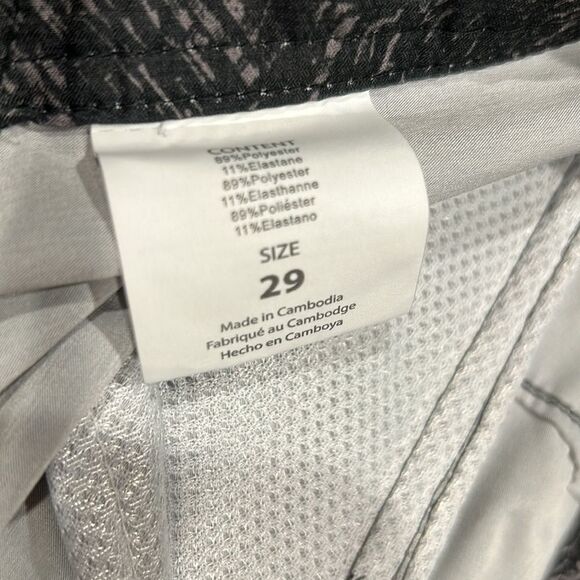 CONTENT
89%Polyester
11%Elastane
89%Polyester
11%Elasthanne
89%Poliéster
11%Elastano
SIZE
29
Made in Cambodia
Fabriqué au Cambodge
Hecho en Camboya